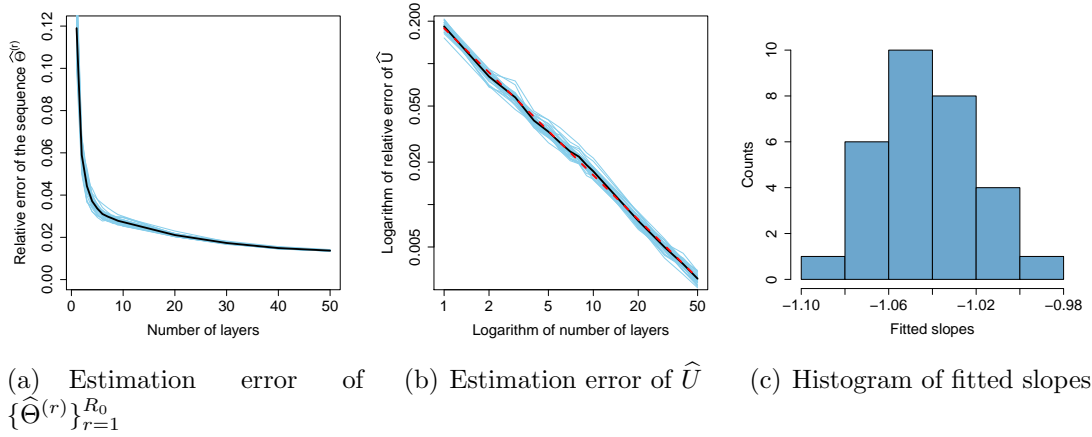 Relative error of the sequence Θ̂⁽ʳ⁾
0.00 0.02 0.04 0.06 0.08 0.10 0.12
0 10 20 30 40 50
Number of layers
Logarithm of relative error of Û
0.005 0.020 0.050 0.200
1 2 5 10 20 50
Logarithm of number of layers
Counts
0 2 4 6 8 10
−1.10 −1.06 −1.02 −0.98
Fitted slopes
(a) Estimation error of
{Θ̂⁽ʳ⁾}ᵣ₌₁^{R₀}
(b) Estimation error of Û
(c) Histogram of fitted slopes